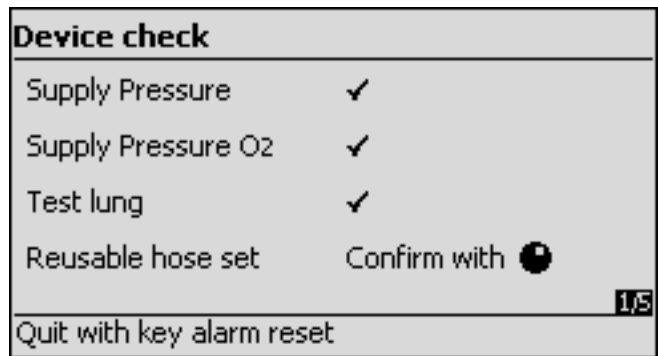 Device check
Supply Pressure ✓
Supply Pressure O2 ✓
Test lung ✓
Reusable hose set Confirm with
1/5
Quit with key alarm reset